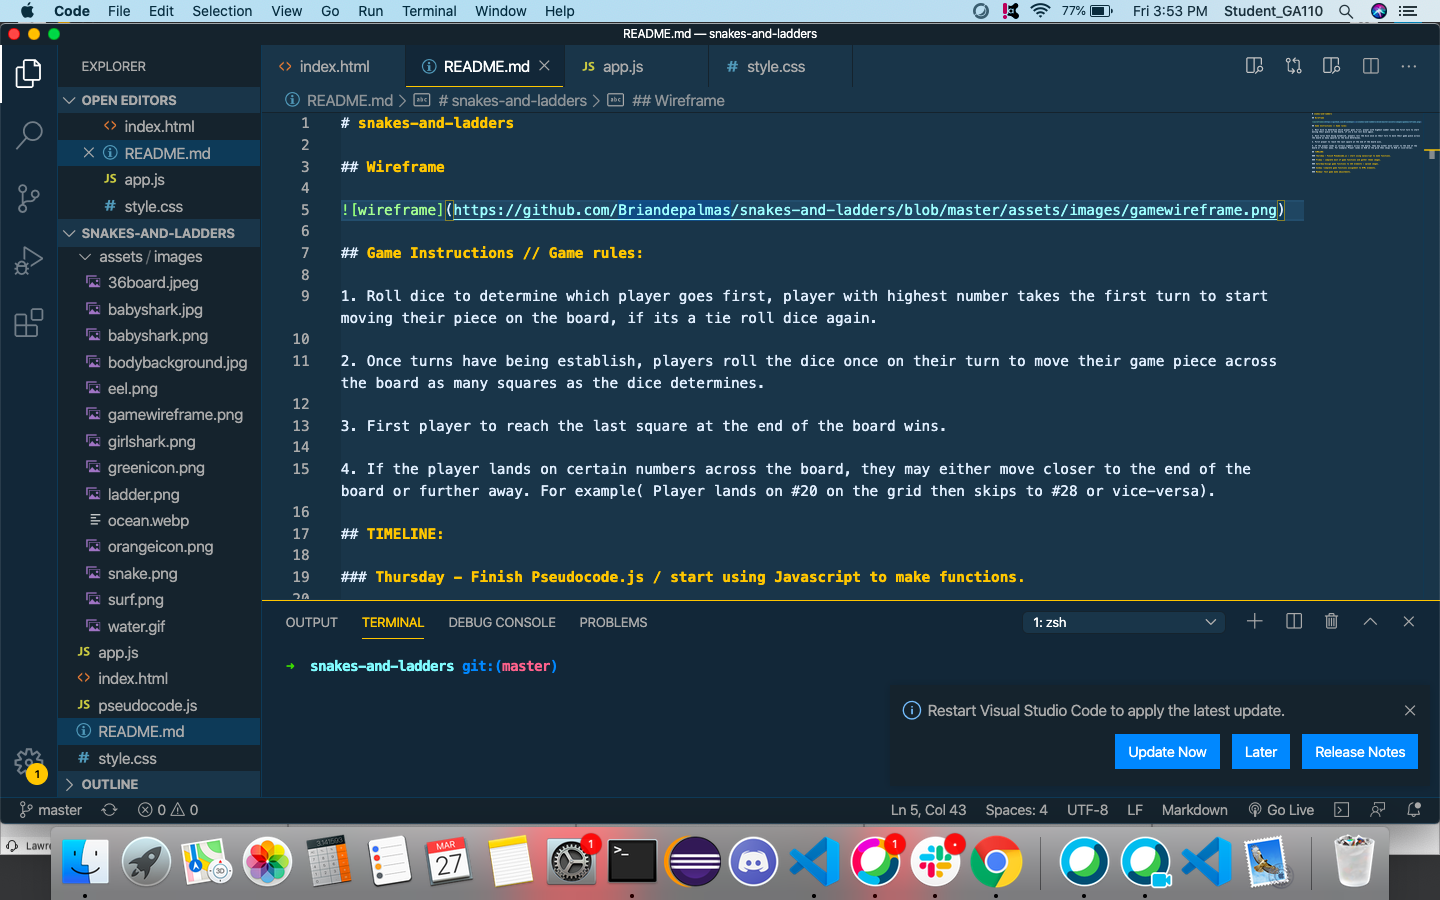 Code File Edit Selection View Go Run Terminal Window Help 77% Fri 3:53 PM Student_GA110
README.md — snakes-and-ladders
EXPLORER
OPEN EDITORS
<> index.html
README.md
JS app.js
# style.css
SNAKES-AND-LADDERS
assets / images
36board.jpeg
babyshark.jpg
babyshark.png
bodybackground.jpg
eel.png
gamewireframe.png
girlshark.png
greenicon.png
ladder.png
ocean.webp
orangeicon.png
snake.png
surf.png
water.gif
JS app.js
<> index.html
JS pseudocode.js
README.md
# style.css
OUTLINE
1
<> index.html README.md JS app.js # style.css
README.md > abc # snakes-and-ladders > abc ## Wireframe
1 # snakes-and-ladders
2
3 ## Wireframe
4
5 ![wireframe](https://github.com/Briandepalmas/snakes-and-ladders/blob/master/assets/images/gamewireframe.png)
6
7 ## Game Instructions // Game rules:
8
9 1. Roll dice to determine which player goes first, player with highest number takes the first turn to start
moving their piece on the board, if its a tie roll dice again.
10
11 2. Once turns have being establish, players roll the dice once on their turn to move their game piece across
the board as many squares as the dice determines.
12
13 3. First player to reach the last square at the end of the board wins.
14
15 4. If the player lands on certain numbers across the board, they may either move closer to the end of the
board or further away. For example( Player lands on #20 on the grid then skips to #28 or vice-versa).
16
17 ## TIMELINE:
18
19 ### Thursday - Finish Pseudocode.js / start using Javascript to make functions.
20
OUTPUT TERMINAL DEBUG CONSOLE PROBLEMS 1: zsh
➜ snakes-and-ladders git:(master)
Restart Visual Studio Code to apply the latest update.
Update Now Later Release Notes
master 0 0 Ln 5, Col 43 Spaces: 4 UTF-8 LF Markdown Go Live
Lawre
MAR
27
3D
1
>_
1